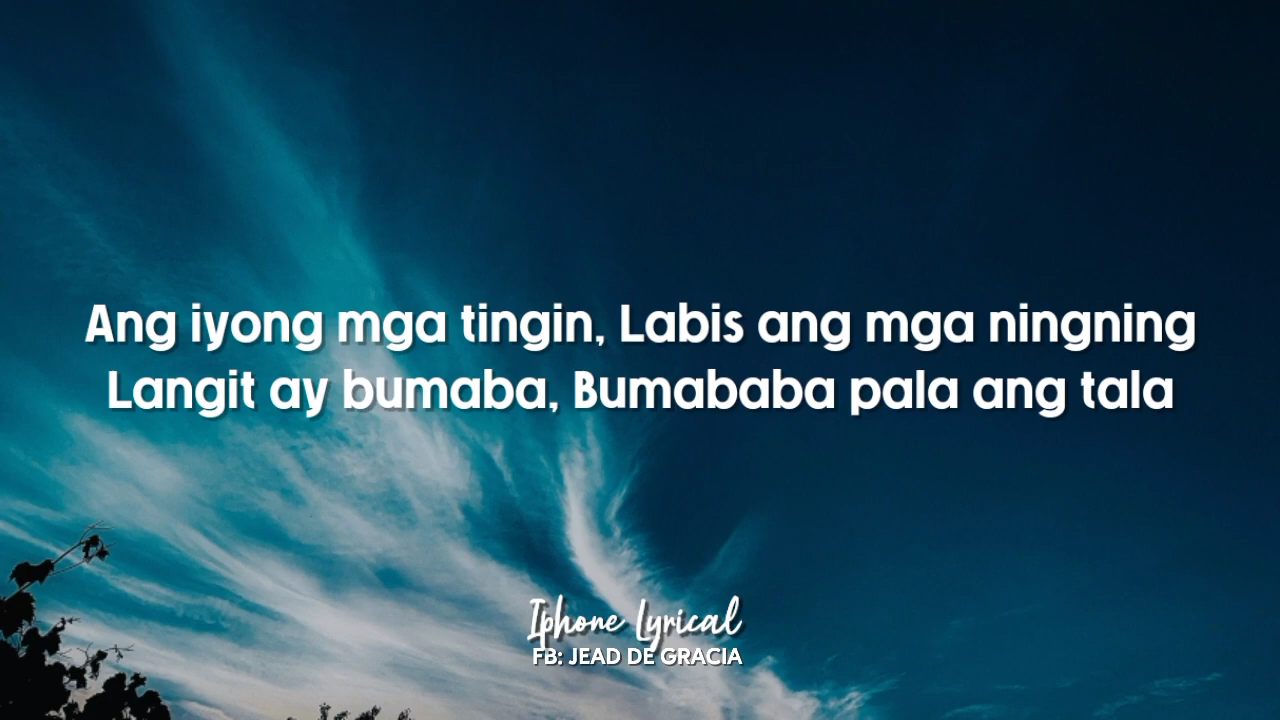 Ang iyong mga tingin, Labis ang mga ningning
Langit ay bumaba, Bumababa pala ang tala
Iphone Lyrical
FB: JEAD DE GRACIA